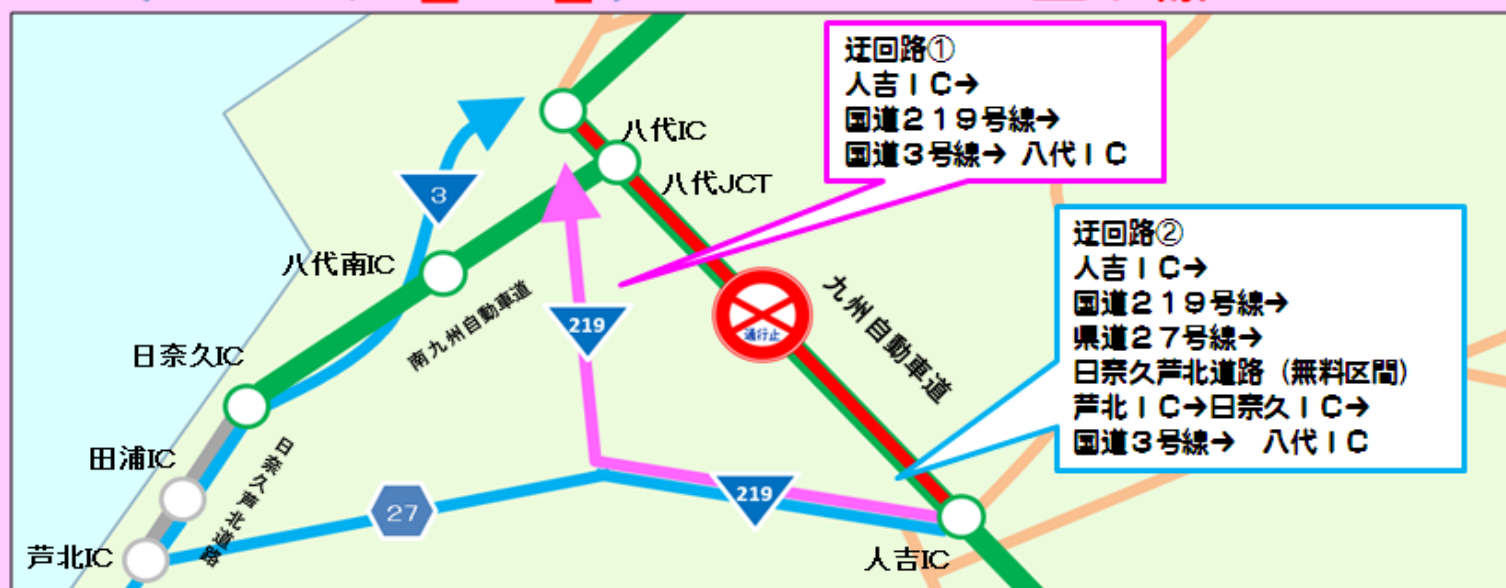 迂回路①
人吉ＩＣ→
国道２１９号線→
国道３号線→ 八代ＩＣ
八代IC
八代JCT
3
迂回路②
人吉ＩＣ→
国道２１９号線→
県道２７号線→
日奈久芦北道路（無料区間）
芦北ＩＣ→日奈久ＩＣ→
国道３号線→　八代ＩＣ
八代南IC
南九州自動車道
219
通行止
九州自動車道
日奈久IC
田浦IC
日奈久芦北道路
27
219
芦北IC
人吉IC